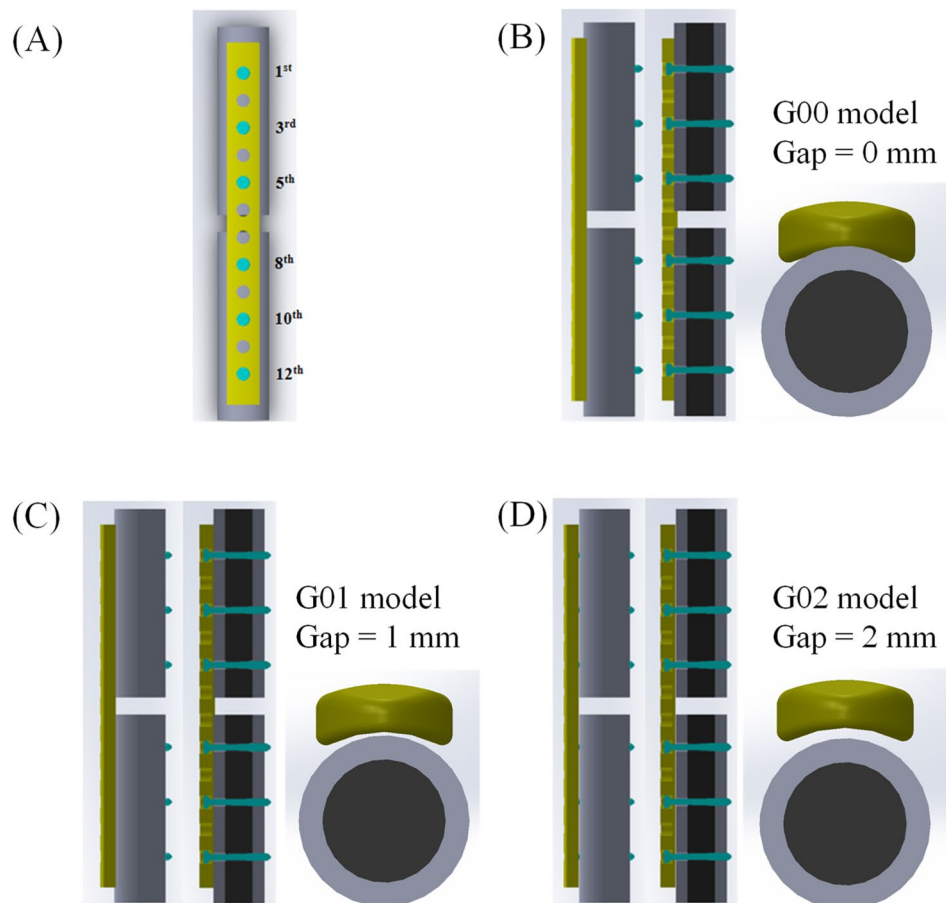 (A)
1st
3rd
5th
8th
10th
12th
(B)
G00 model
Gap = 0 mm
(C)
G01 model
Gap = 1 mm
(D)
G02 model
Gap = 2 mm